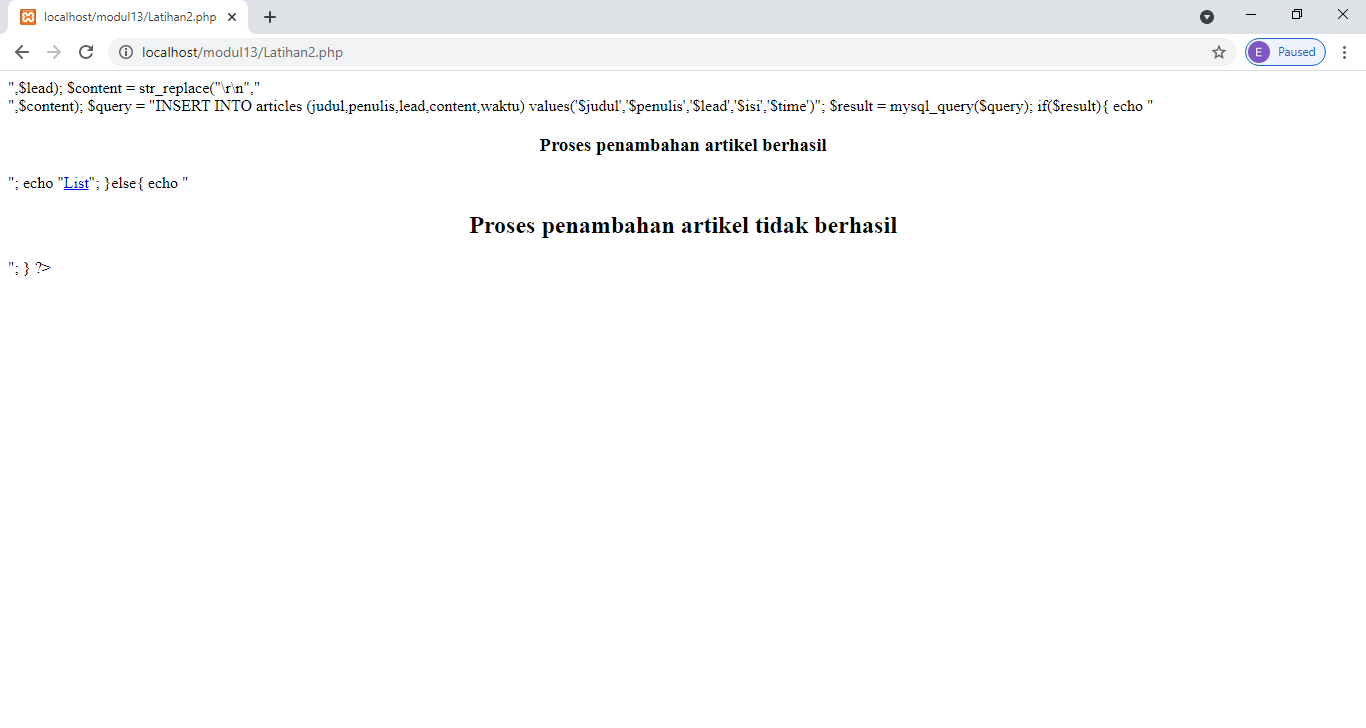 localhost/modul13/Latihan2.php
localhost/modul13/Latihan2.php
E Paused
",$lead); $content = str_replace("\r\n","
",$content); $query = "INSERT INTO articles (judul,penulis,lead,content,waktu) values('$judul','$penulis','$lead','$isi','$time')"; $result = mysql_query($query); if($result){ echo "
Proses penambahan artikel berhasil
"; echo "List"; }else{ echo "
Proses penambahan artikel tidak berhasil
"; } ?>